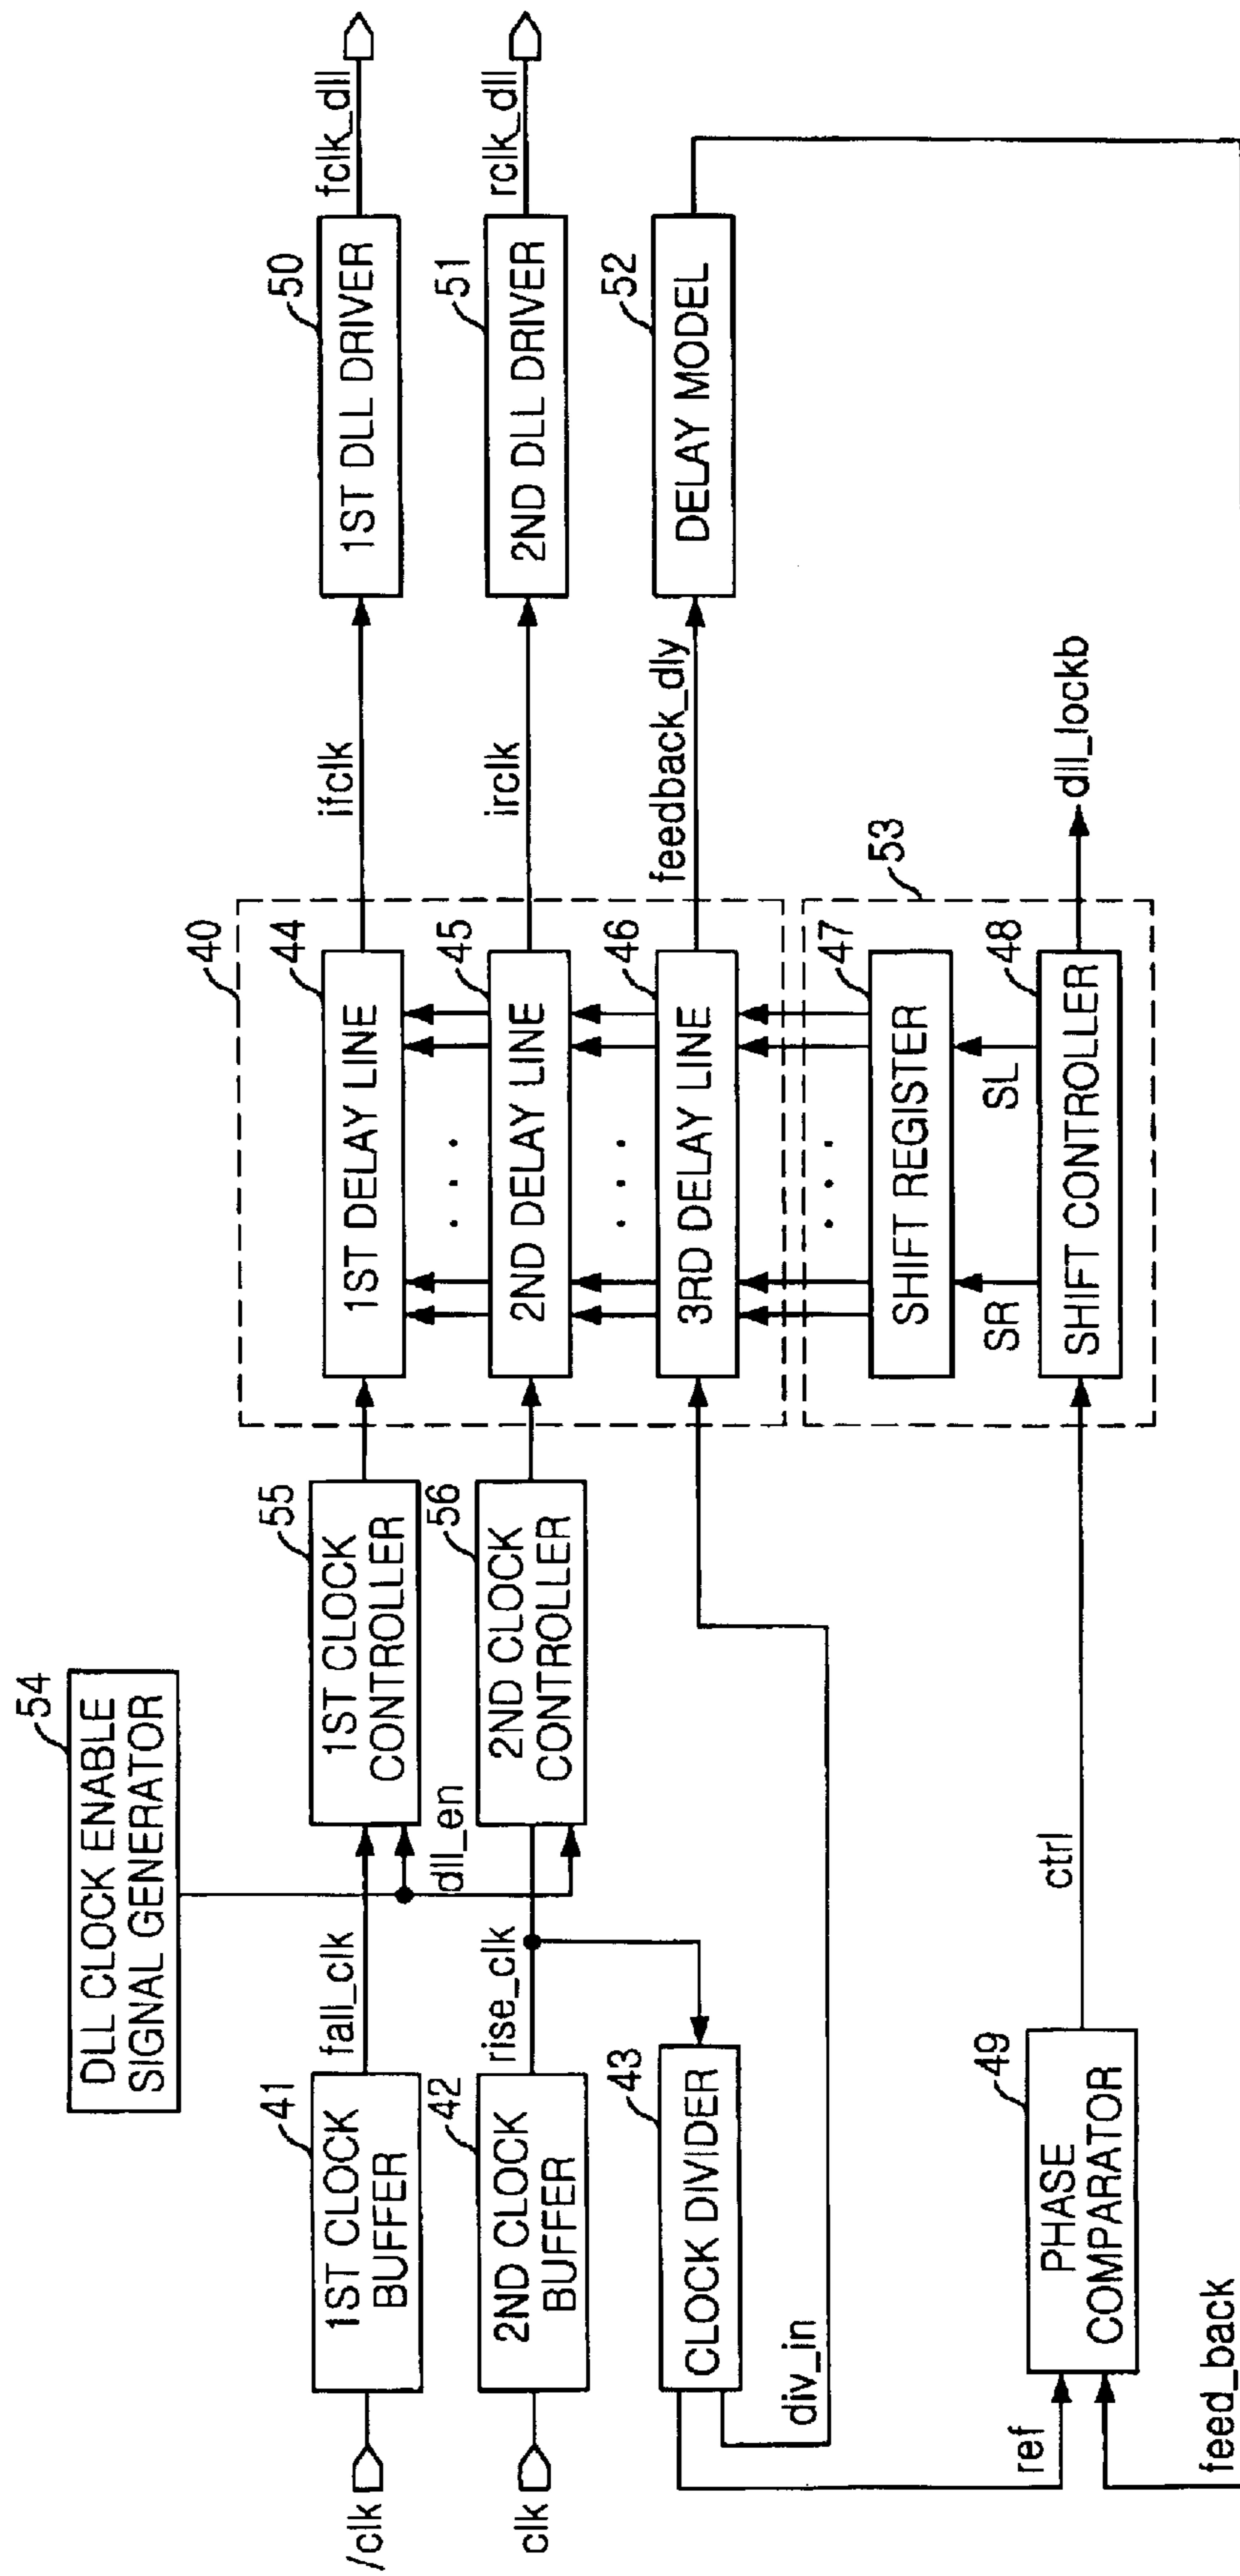 DLL CLOCK ENABLE
SIGNAL GENERATOR
54
/clk
1ST CLOCK
BUFFER
41
fall_clk
1ST CLOCK
CONTROLLER
55
40
1ST DELAY LINE
44
ifclk
1ST DLL DRIVER
50
fclk_dll
dll_en
clk
2ND CLOCK
BUFFER
42
rise_clk
2ND CLOCK
CONTROLLER
56
. . .
2ND DELAY LINE
45
irclk
2ND DLL DRIVER
51
rclk_dll
CLOCK DIVIDER
43
div_in
. . .
3RD DELAY LINE
46
feedback_dly
DELAY MODEL
52
. . .
SHIFT REGISTER
47
53
SR
SL
ref
feed_back
PHASE
COMPARATOR
49
ctrl
SHIFT CONTROLLER
48
dll_lockb